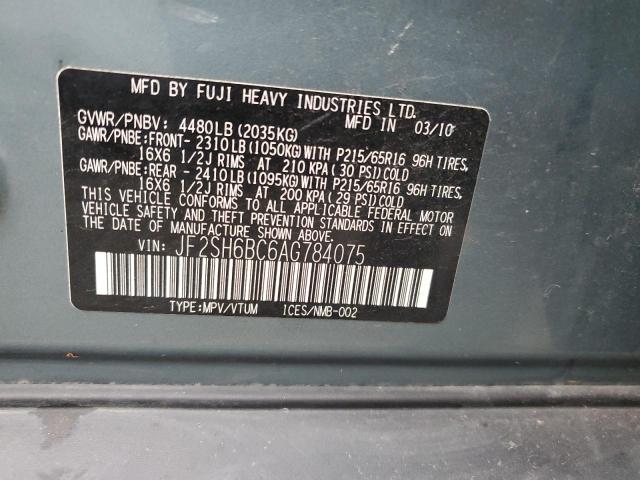 MFD BY FUJI HEAVY INDUSTRIES LTD.
GVWR/PNBV: 4480LB(2035KG) MFD IN 03/10
GAWR/PNBE:FRONT- 2310LB(1050KG)WITH P215/65R16 96H TIRES,
16X6 1/2J RIMS AT 210 KPA(30 PSI)COLD
GAWR/PNBE:REAR - 2410LB(1095KG)WITH P215/65R16 96H TIRES,
16X6 1/2J RIMS AT 200 KPA(29 PSI)COLD
THIS VEHICLE CONFORMS TO ALL APPLICABLE FEDERAL MOTOR
VEHICLE SAFETY AND THEFT PREVENTION STANDARDS IN EFFECT ON
THE DATE OF MANUFACTURE SHOWN ABOVE.
VIN: JF2SH6BC6AG784075
TYPE:MPV/VTUM ICES/NMB-002